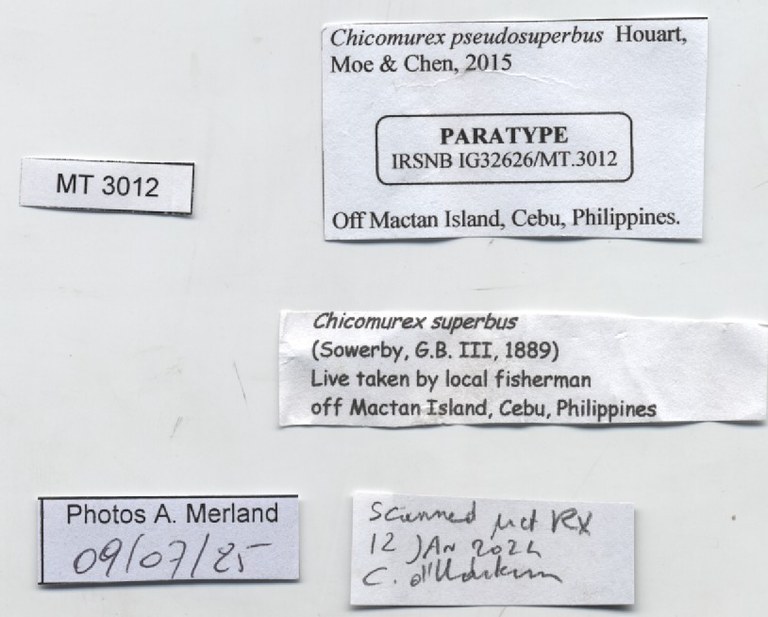 Chicomurex pseudosuperbus Houart,
Moe & Chen, 2015
PARATYPE
IRSNB IG32626/MT.3012
Off Mactan Island, Cebu, Philippines.
MT 3012
Chicomurex superbus
(Sowerby, G.B. III, 1889)
Live taken by local fisherman
off Mactan Island, Cebu, Philippines
Photos A. Merland
09/07/25
Scanned µct RX
12 JAN
C.